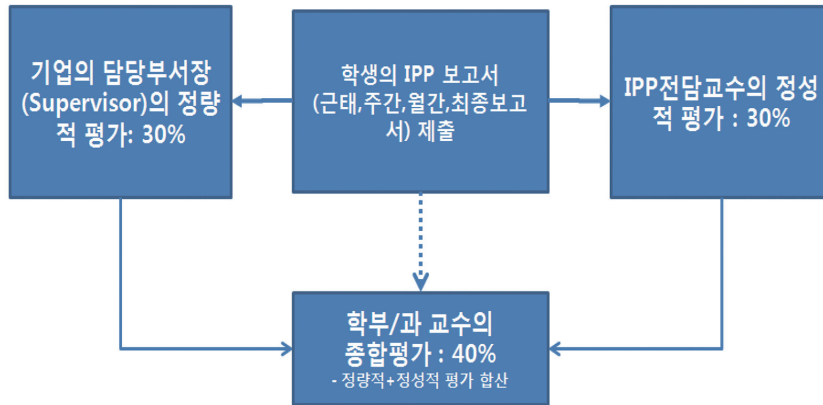 기업의 담당부서장
(Supervisor)의 정량
적 평가: 30%
학생의 IPP 보고서
(근태,주간,월간,최종보고
서) 제출
IPP전담교수의 정성
적 평가 : 30%
학부/과 교수의
종합평가 : 40%
- 정량적+정성적 평가 합산